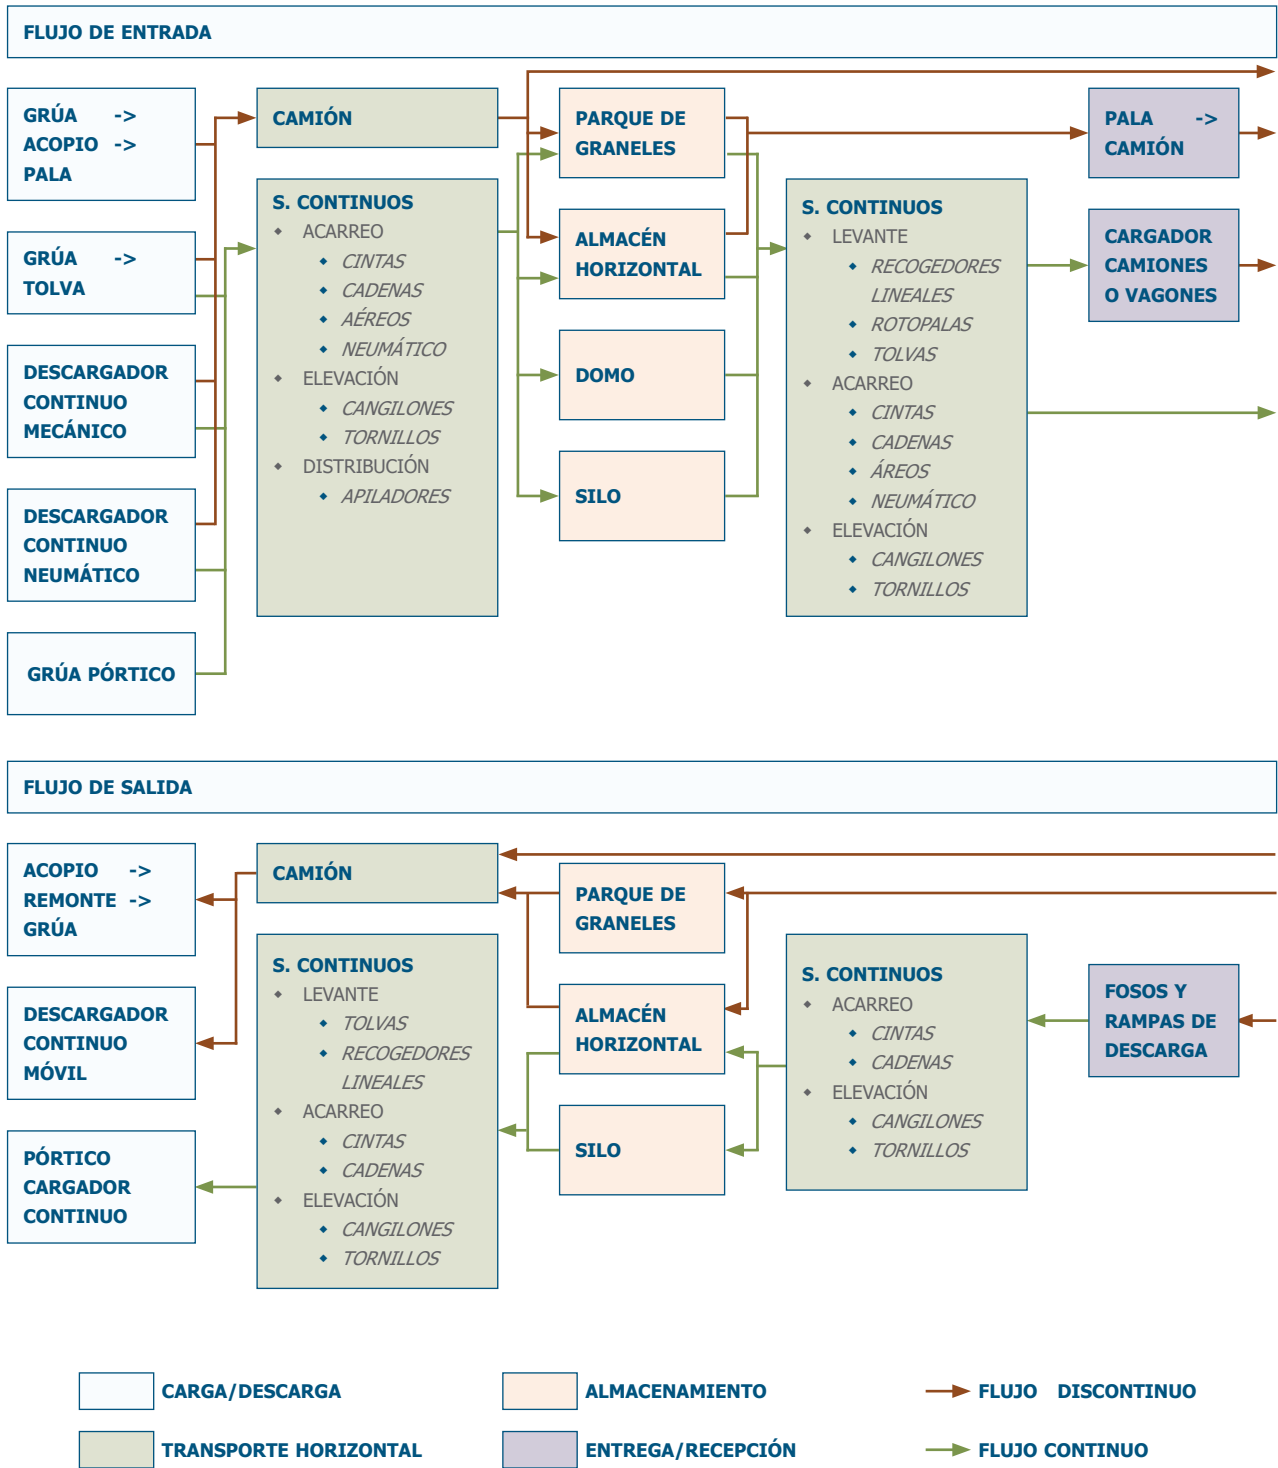 FLUJO DE ENTRADA
GRÚA ->
ACOPIO ->
PALA
GRÚA ->
TOLVA
DESCARGADOR
CONTINUO
MECÁNICO
DESCARGADOR
CONTINUO
NEUMÁTICO
GRÚA PÓRTICO
CAMIÓN
S. CONTINUOS
ACARREO
CINTAS
CADENAS
AÉREOS
NEUMÁTICO
ELEVACIÓN
CANGILONES
TORNILLOS
DISTRIBUCIÓN
APILADORES
PARQUE DE
GRANELES
ALMACÉN
HORIZONTAL
DOMO
SILO
S. CONTINUOS
LEVANTE
RECOGEDORES
LINEALES
ROTOPALAS
TOLVAS
ACARREO
CINTAS
CADENAS
ÁREOS
NEUMÁTICO
ELEVACIÓN
CANGILONES
TORNILLOS
PALA ->
CAMIÓN
CARGADOR
CAMIONES
O VAGONES
FLUJO DE SALIDA
ACOPIO ->
REMONTE ->
GRÚA
DESCARGADOR
CONTINUO
MÓVIL
PÓRTICO
CARGADOR
CONTINUO
CAMIÓN
S. CONTINUOS
LEVANTE
TOLVAS
RECOGEDORES
LINEALES
ACARREO
CINTAS
CADENAS
ELEVACIÓN
CANGILONES
TORNILLOS
PARQUE DE
GRANELES
ALMACÉN
HORIZONTAL
SILO
S. CONTINUOS
ACARREO
CINTAS
CADENAS
ELEVACIÓN
CANGILONES
TORNILLOS
FOSOS Y
RAMPAS DE
DESCARGA
CARGA/DESCARGA
ALMACENAMIENTO
FLUJO DISCONTINUO
TRANSPORTE HORIZONTAL
ENTREGA/RECEPCIÓN
FLUJO CONTINUO